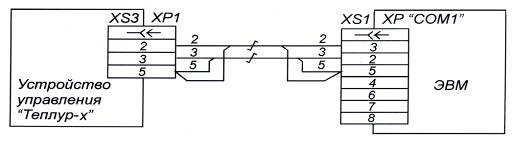 XS3 XP1
XS1 XP "COM1"
2
3
5
2
3
5
2
3
5
3
2
5
4
6
7
8
Устройство
управления
"Теплур-х"
ЭВМ